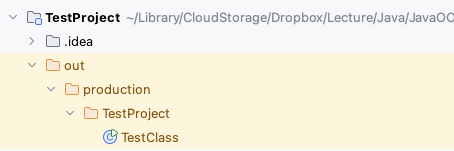 TestProject ~/Library/CloudStorage/Dropbox/Lecture/Java/JavaOO
.idea
out
production
TestProject
TestClass